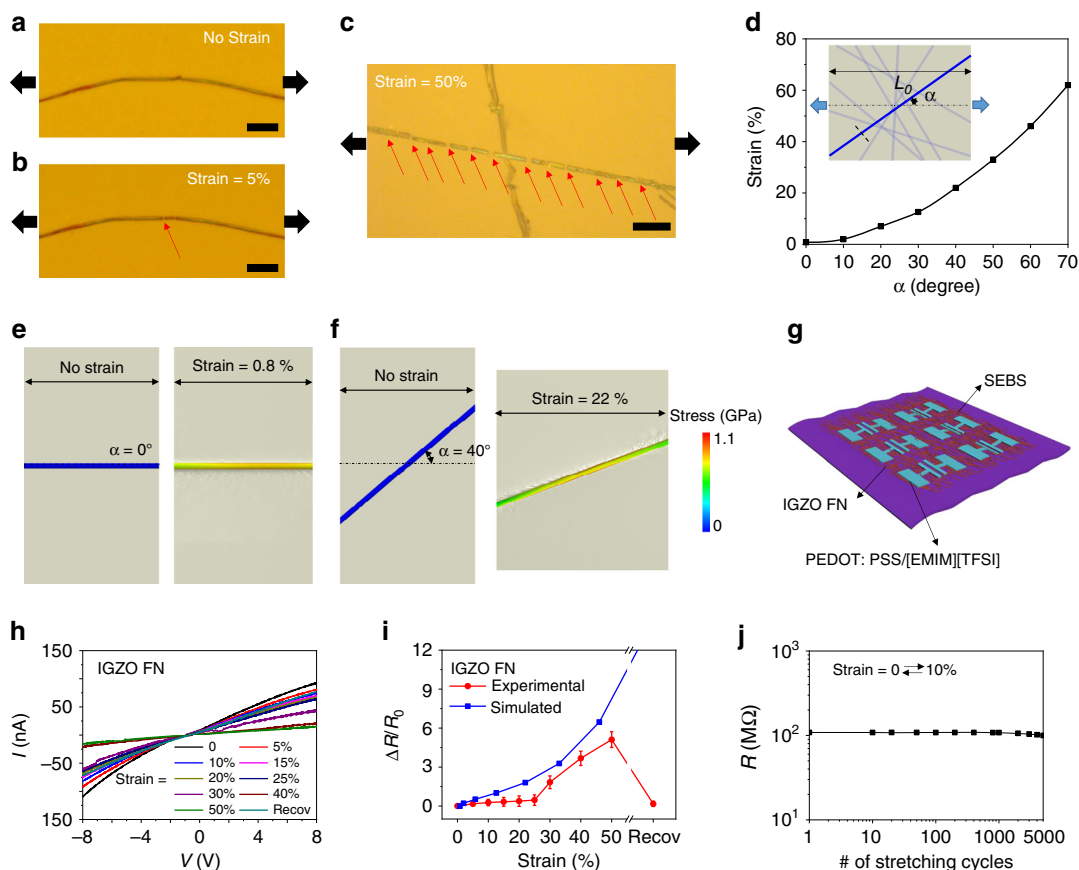 a
No Strain
b
Strain = 5%
c
Strain = 50%
d
Strain (%)
80
60
40
20
0
L0
α
0 10 20 30 40 50 60 70
α (degree)
e
No strain
α = 0°
Strain = 0.8 %
f
No strain
α = 40°
Strain = 22 %
Stress (GPa)
1.1
0
g
SEBS
IGZO FN
PEDOT: PSS/[EMIM][TFSI]
h
IGZO FN
I (nA)
150
50
−50
150
Strain =
0 5%
10% 15%
20% 25%
30% 40%
50% Recov
−8 −4 0 4 8
V (V)
i
IGZO FN
Experimental
Simulated
ΔR/R0
12
9
6
3
0
0 10 20 30 40 50 Recov
Strain (%)
j
Strain = 0 ⇄ 10%
R (MΩ)
10³
10²
10¹
1 10 100 1000 5000
# of stretching cycles